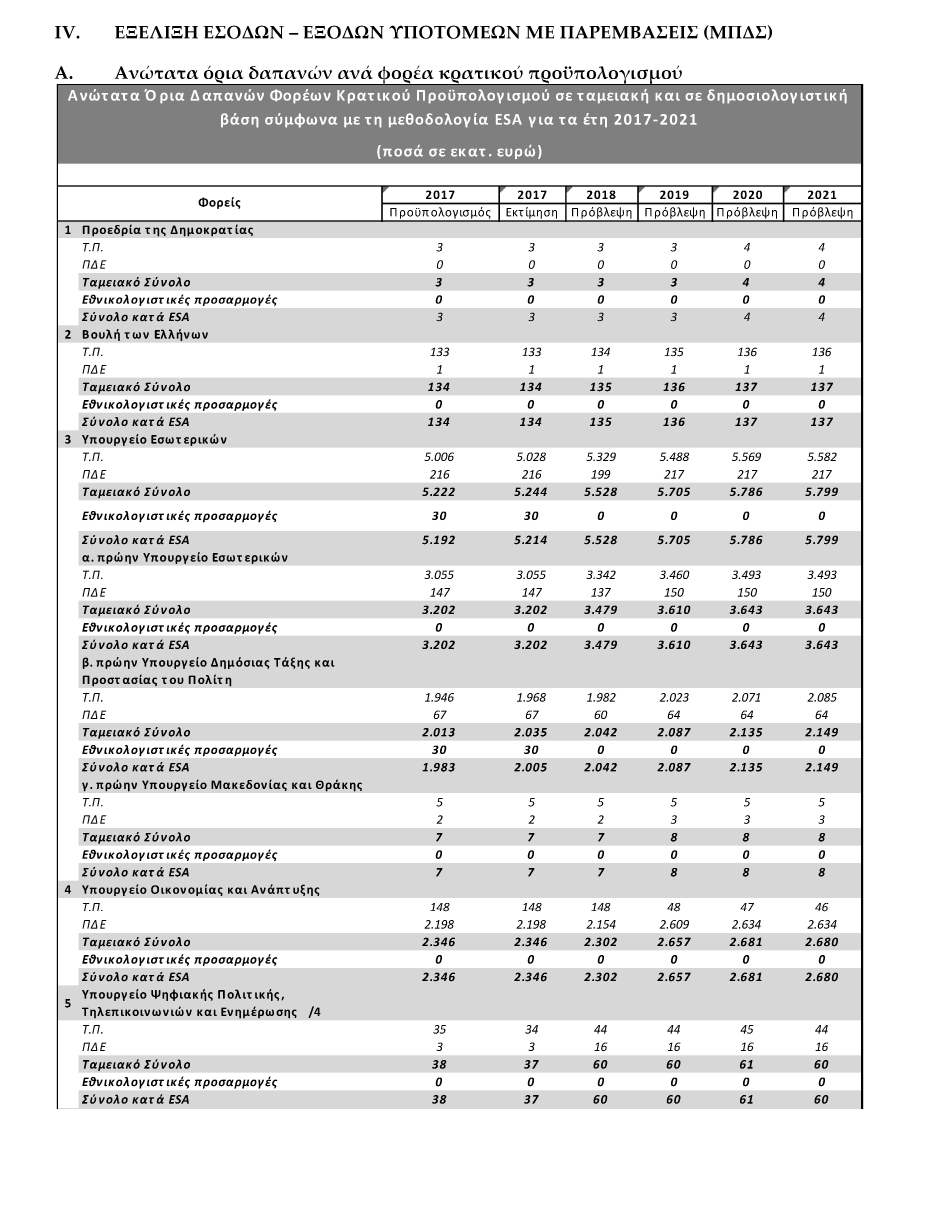 IV. ΕΞΕΛΙΞΗ ΕΣΟΔΩΝ – ΕΞΟΔΩΝ ΥΠΟΤΟΜΕΩΝ ΜΕ ΠΑΡΕΜΒΑΣΕΙΣ (ΜΠΔΣ)
Α. Ανώτατα όρια δαπανών ανά φορέα κρατικού προϋπολογισμού
Ανώτατα Όρια Δαπανών Φορέων Κρατικού Προϋπολογισμού σε ταμειακή και σε δημοσιολογιστική
βάση σύμφωνα με τη μεθοδολογία ESA για τα έτη 2017-2021
(ποσά σε εκατ. ευρώ)
Φορείς 2017 2017 2018 2019 2020 2021
Προϋπολογισμός Εκτίμηση Πρόβλεψη Πρόβλεψη Πρόβλεψη Πρόβλεψη
1 Προεδρία της Δημοκρατίας
Τ.Π. 3 3 3 3 4 4
ΠΔΕ 0 0 0 0 0 0
Ταμειακό Σύνολο 3 3 3 3 4 4
Εθνικολογιστικές προσαρμογές 0 0 0 0 0 0
Σύνολο κατά ESA 3 3 3 3 4 4
2 Βουλή των Ελλήνων
Τ.Π. 133 133 134 135 136 136
ΠΔΕ 1 1 1 1 1 1
Ταμειακό Σύνολο 134 134 135 136 137 137
Εθνικολογιστικές προσαρμογές 0 0 0 0 0 0
Σύνολο κατά ESA 134 134 135 136 137 137
3 Υπουργείο Εσωτερικών
Τ.Π. 5.006 5.028 5.329 5.488 5.569 5.582
ΠΔΕ 216 216 199 217 217 217
Ταμειακό Σύνολο 5.222 5.244 5.528 5.705 5.786 5.799
Εθνικολογιστικές προσαρμογές 30 30 0 0 0 0
Σύνολο κατά ESA 5.192 5.214 5.528 5.705 5.786 5.799
α. πρώην Υπουργείο Εσωτερικών
Τ.Π. 3.055 3.055 3.342 3.460 3.493 3.493
ΠΔΕ 147 147 137 150 150 150
Ταμειακό Σύνολο 3.202 3.202 3.479 3.610 3.643 3.643
Εθνικολογιστικές προσαρμογές 0 0 0 0 0 0
Σύνολο κατά ESA 3.202 3.202 3.479 3.610 3.643 3.643
β. πρώην Υπουργείο Δημόσιας Τάξης και
Προστασίας του Πολίτη
Τ.Π. 1.946 1.968 1.982 2.023 2.071 2.085
ΠΔΕ 67 67 60 64 64 64
Ταμειακό Σύνολο 2.013 2.035 2.042 2.087 2.135 2.149
Εθνικολογιστικές προσαρμογές 30 30 0 0 0 0
Σύνολο κατά ESA 1.983 2.005 2.042 2.087 2.135 2.149
γ. πρώην Υπουργείο Μακεδονίας και Θράκης
Τ.Π. 5 5 5 5 5 5
ΠΔΕ 2 2 2 3 3 3
Ταμειακό Σύνολο 7 7 7 8 8 8
Εθνικολογιστικές προσαρμογές 0 0 0 0 0 0
Σύνολο κατά ESA 7 7 7 8 8 8
4 Υπουργείο Οικονομίας και Ανάπτυξης
Τ.Π. 148 148 148 48 47 46
ΠΔΕ 2.198 2.198 2.154 2.609 2.634 2.634
Ταμειακό Σύνολο 2.346 2.346 2.302 2.657 2.681 2.680
Εθνικολογιστικές προσαρμογές 0 0 0 0 0 0
Σύνολο κατά ESA 2.346 2.346 2.302 2.657 2.681 2.680
5 Υπουργείο Ψηφιακής Πολιτικής,
Τηλεπικοινωνιών και Ενημέρωσης /4
Τ.Π. 35 34 44 44 45 44
ΠΔΕ 3 3 16 16 16 16
Ταμειακό Σύνολο 38 37 60 60 61 60
Εθνικολογιστικές προσαρμογές 0 0 0 0 0 0
Σύνολο κατά ESA 38 37 60 60 61 60